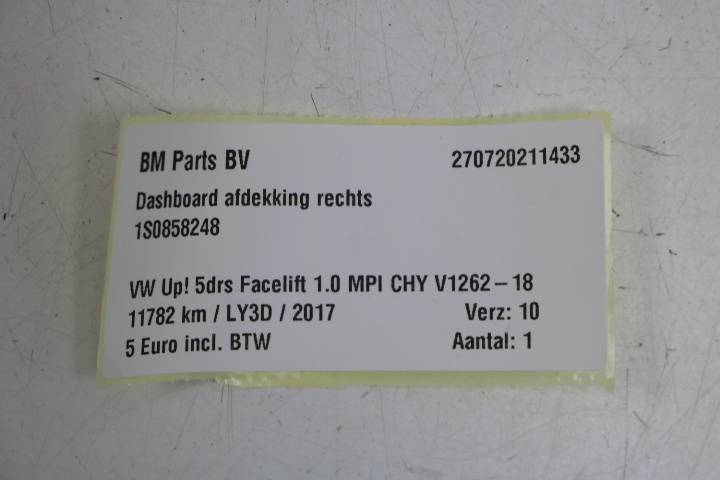 BM Parts BV 270720211433
Dashboard afdekking rechts
1S0858248
VW Up! 5drs Facelift 1.0 MPI CHY V1262 – 18
11782 km / LY3D / 2017 Verz: 10
5 Euro incl. BTW Aantal: 1